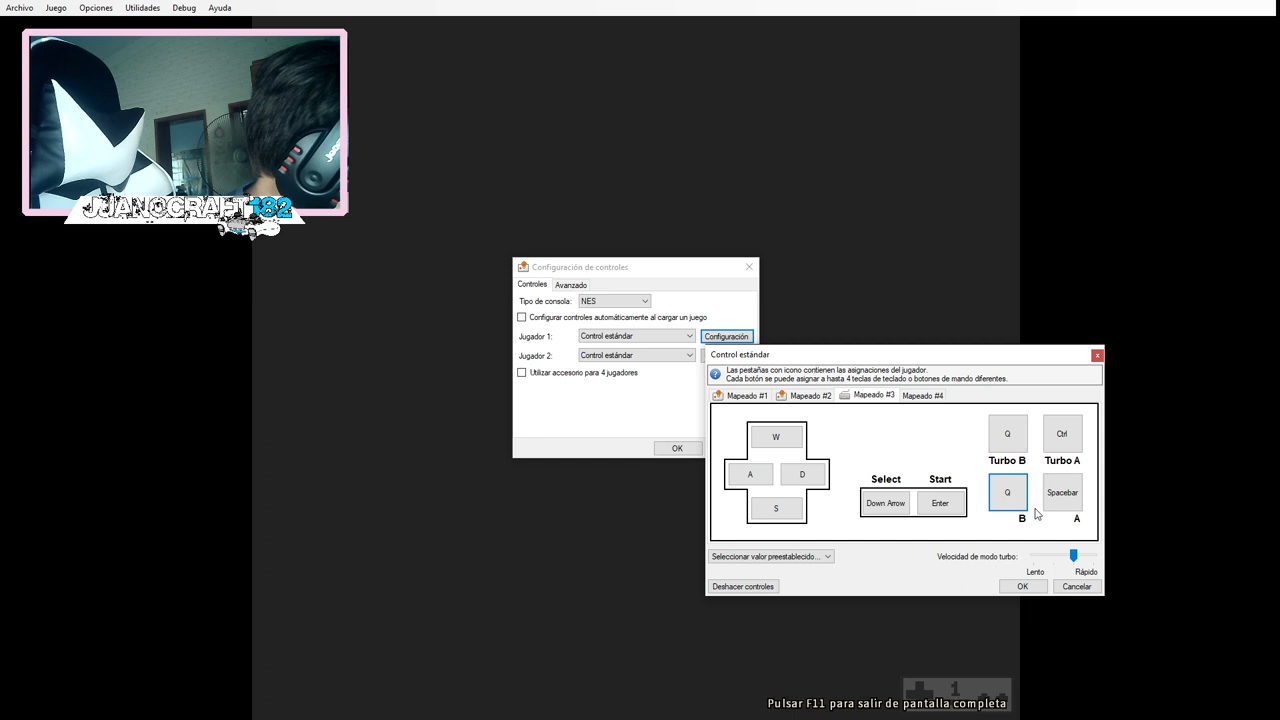 Archivo Juego Opciones Utilidades Debug Ayuda
JUANCRAFT182
Configuración de controles
Controles Avanzado
Tipo de consola: NES
Configurar controles automáticamente al cargar un juego
Jugador 1: Control estándar Configuración
Jugador 2: Control estándar
Utilizar accesorio para 4 jugadores
OK
Control estándar
Las pestañas con icono contienen las asignaciones del jugador.
Cada botón se puede asignar a hasta 4 teclas de teclado o botones de mando diferentes.
Mapeado #1 Mapeado #2 Mapeado #3 Mapeado #4
W
A D
S
Select Start
Down Arrow Enter
Q Ctrl
Turbo B Turbo A
Q Spacebar
B A
Seleccionar valor preestablecido...
Velocidad de modo turbo:
Lento Rápido
Deshacer controles OK Cancelar
1
Pulsar F11 para salir de pantalla completa